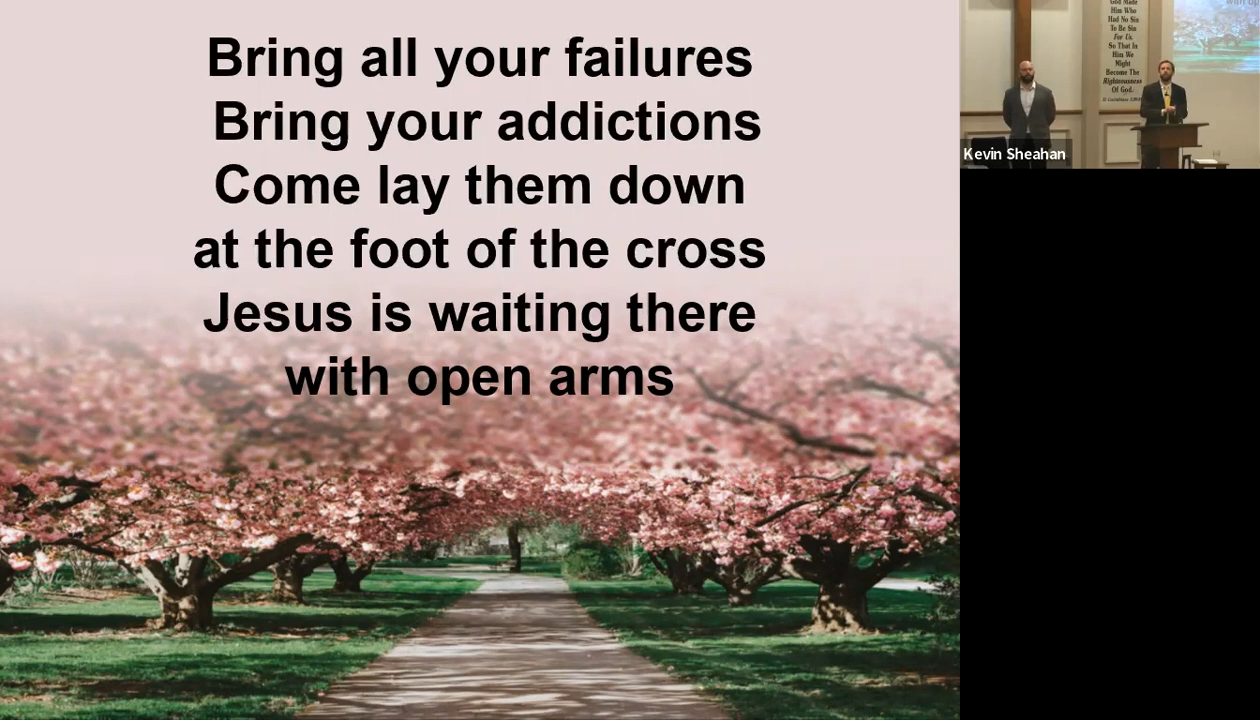 Bring all your failures
Bring your addictions
Come lay them down
at the foot of the cross
Jesus is waiting there
with open arms
God Made
Him Who
Had No Sin
To Be Sin
For Us,
So That In
Him We
Might
Become The
Righteousness
Of God.
Kevin Sheahan